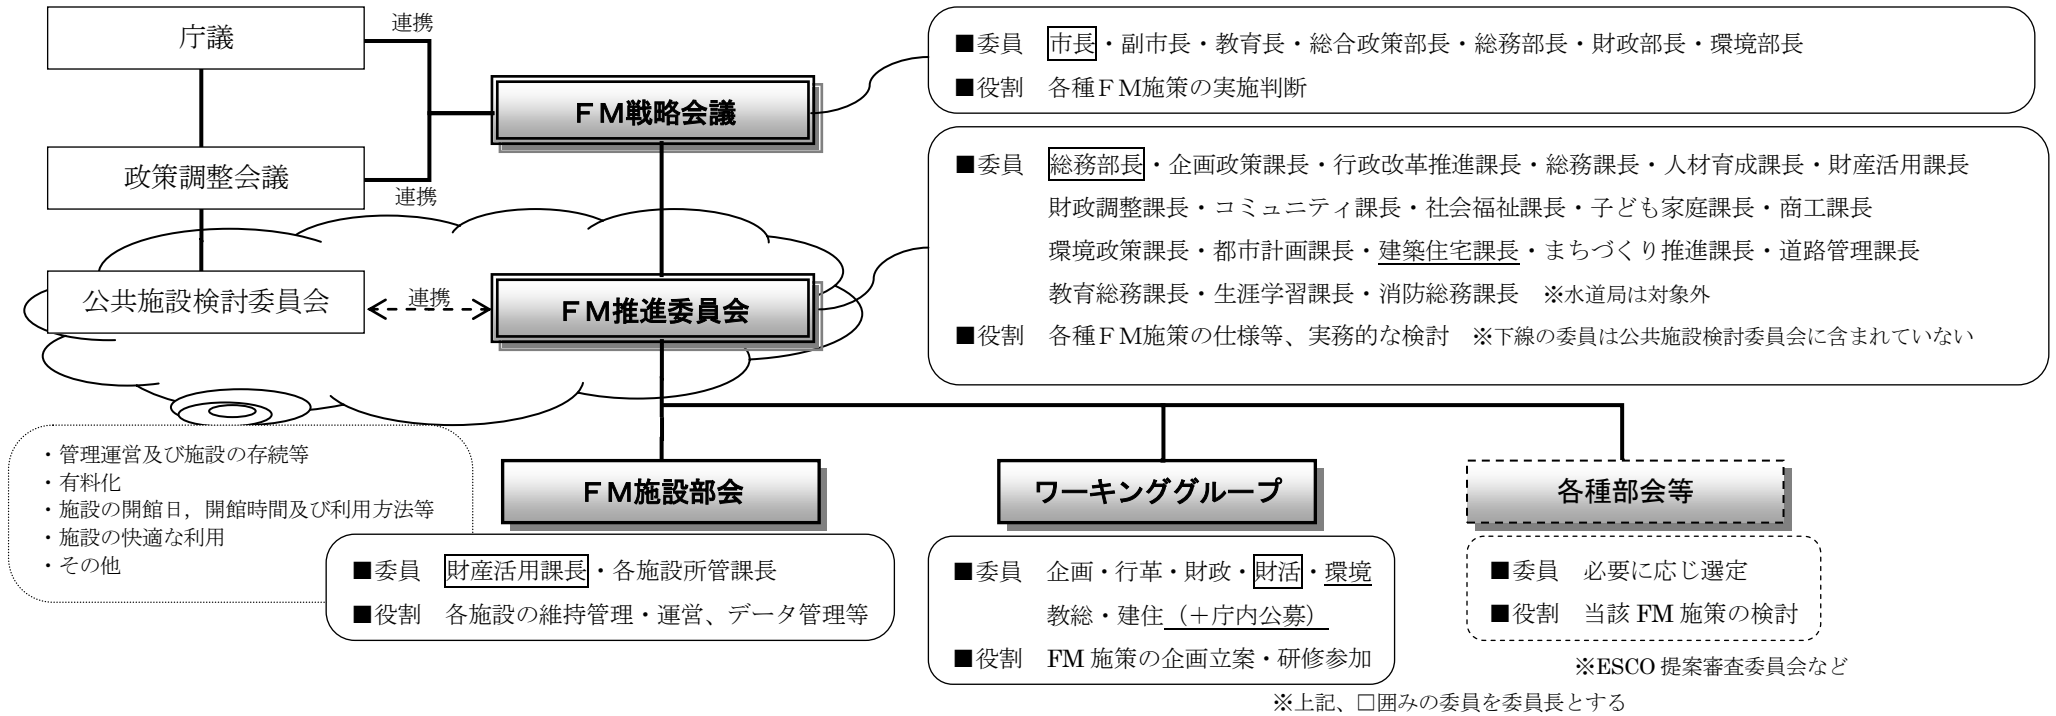 庁議
連携
ＦＭ戦略会議
政策調整会議
連携
公共施設検討委員会
連携
ＦＭ推進委員会
■委員　市長・副市長・教育長・総合政策部長・総務部長・財政部長・環境部長
■役割　各種ＦＭ施策の実施判断
■委員　総務部長・企画政策課長・行政改革推進課長・総務課長・人材育成課長・財産活用課長
財政調整課長・コミュニティ課長・社会福祉課長・子ども家庭課長・商工課長
環境政策課長・都市計画課長・建築住宅課長・まちづくり推進課長・道路管理課長
教育総務課長・生涯学習課長・消防総務課長　※水道局は対象外
■役割　各種ＦＭ施策の仕様等、実務的な検討　※下線の委員は公共施設検討委員会に含まれていない
・管理運営及び施設の存続等
・有料化
・施設の開館日，開館時間及び利用方法等
・施設の快適な利用
・その他
ＦＭ施設部会
■委員　財産活用課長・各施設所管課長
■役割　各施設の維持管理・運営、データ管理等
ワーキンググループ
■委員　企画・行革・財政・財活・環境
教総・建住（＋庁内公募）
■役割　FM 施策の企画立案・研修参加
各種部会等
■委員　必要に応じ選定
■役割　当該 FM 施策の検討
※ESCO 提案審査委員会など
※上記、□囲みの委員を委員長とする